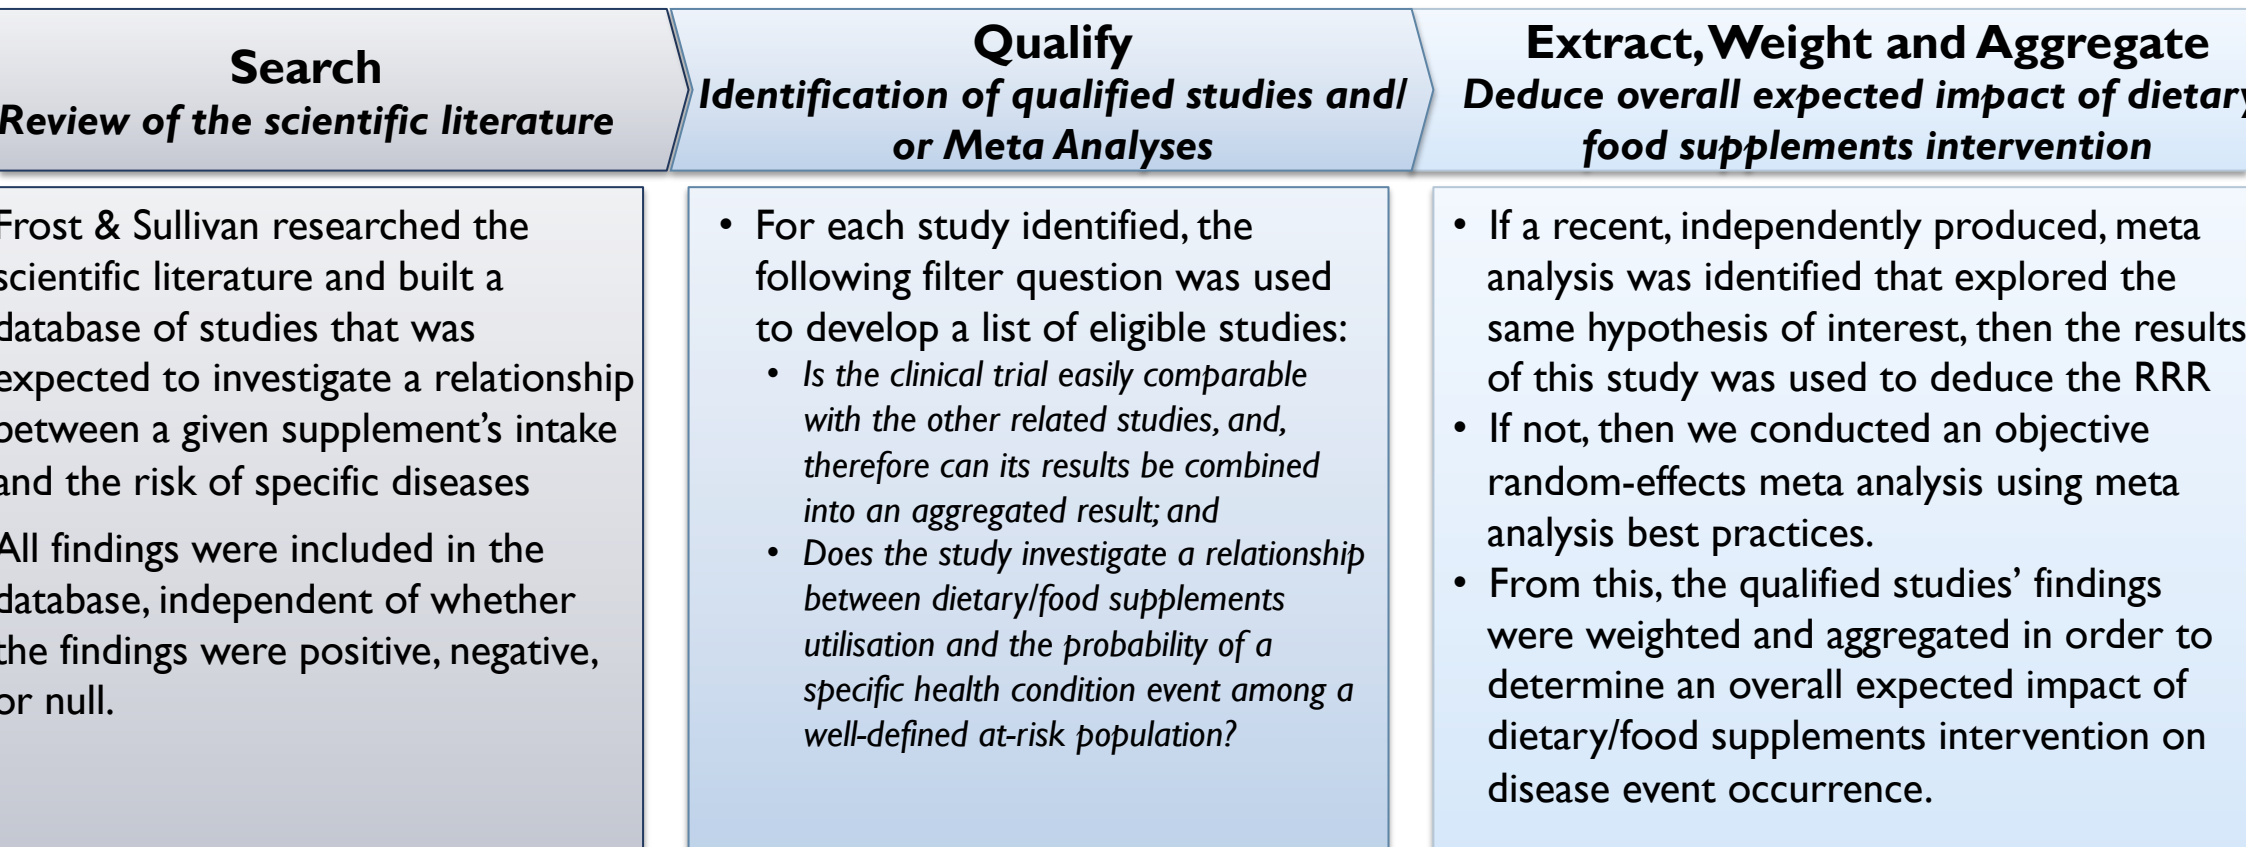 Search
Review of the scientific literature
Frost & Sullivan researched the
scientific literature and built a
database of studies that was
expected to investigate a relationship
between a given supplement’s intake
and the risk of specific diseases
All findings were included in the
database, independent of whether
the findings were positive, negative,
or null.
Qualify
Identification of qualified studies and/
or Meta Analyses
• For each study identified, the
following filter question was used
to develop a list of eligible studies:
• Is the clinical trial easily comparable
with the other related studies, and,
therefore can its results be combined
into an aggregated result; and
• Does the study investigate a relationship
between dietary/food supplements
utilisation and the probability of a
specific health condition event among a
well-defined at-risk population?
Extract, Weight and Aggregate
Deduce overall expected impact of dietary
food supplements intervention
• If a recent, independently produced, meta
analysis was identified that explored the
same hypothesis of interest, then the results
of this study was used to deduce the RRR
• If not, then we conducted an objective
random-effects meta analysis using meta
analysis best practices.
• From this, the qualified studies’ findings
were weighted and aggregated in order to
determine an overall expected impact of
dietary/food supplements intervention on
disease event occurrence.